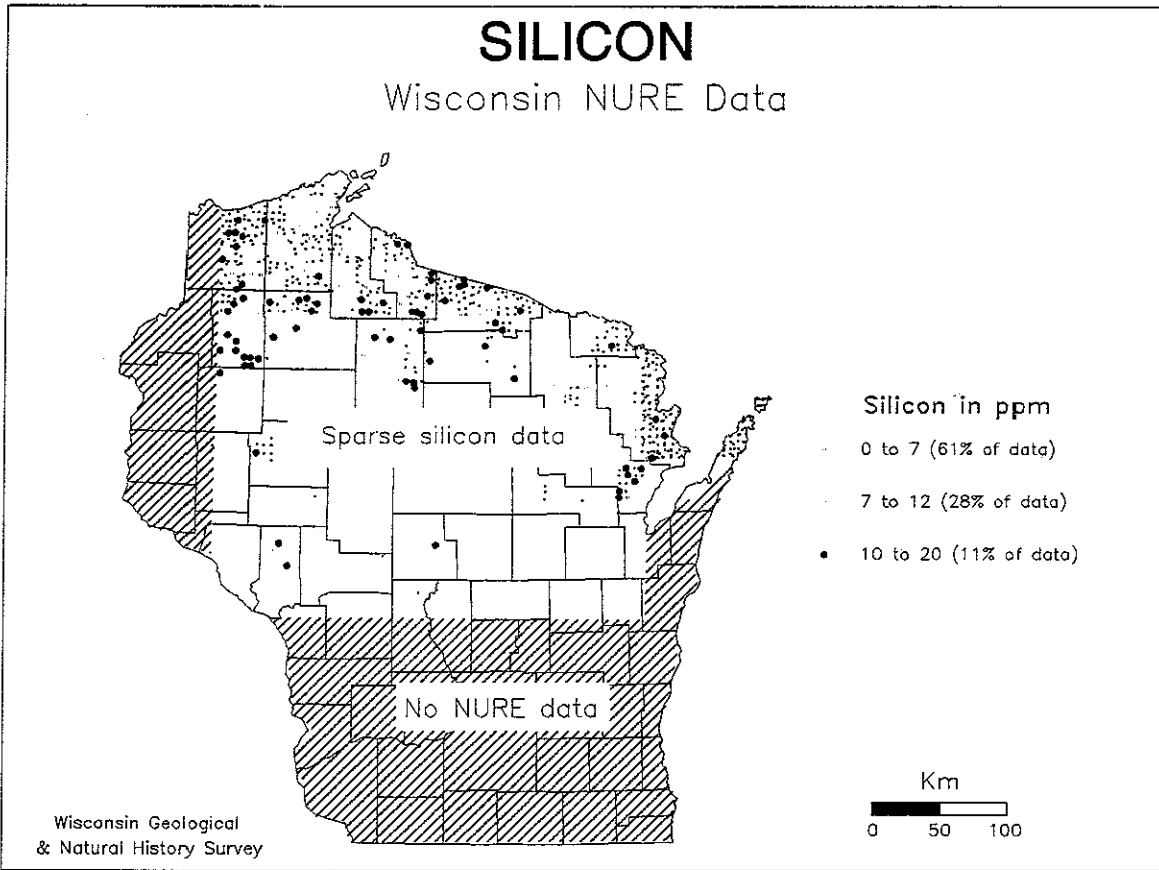 SILICON
Wisconsin NURE Data
Sparse silicon data
Silicon in ppm
0 to 7 (61% of data)
7 to 12 (28% of data)
10 to 20 (11% of data)
No NURE data
Km
0 50 100
Wisconsin Geological
& Natural History Survey